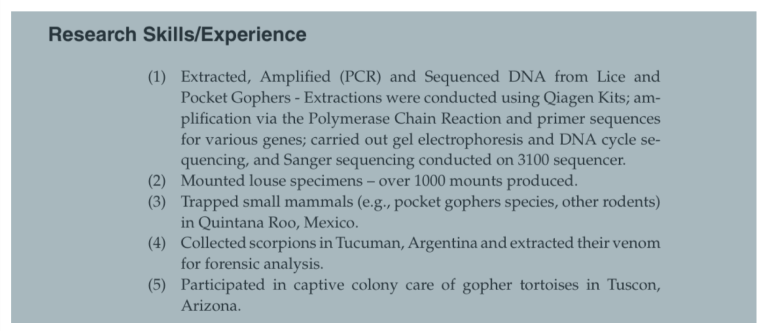 Research Skills/Experience
(1) Extracted, Amplified (PCR) and Sequenced DNA from Lice and
Pocket Gophers - Extractions were conducted using Qiagen Kits; am-
plification via the Polymerase Chain Reaction and primer sequences
for various genes; carried out gel electrophoresis and DNA cycle se-
quencing, and Sanger sequencing conducted on 3100 sequencer.
(2) Mounted louse specimens – over 1000 mounts produced.
(3) Trapped small mammals (e.g., pocket gophers species, other rodents)
in Quintana Roo, Mexico.
(4) Collected scorpions in Tucuman, Argentina and extracted their venom
for forensic analysis.
(5) Participated in captive colony care of gopher tortoises in Tuscon,
Arizona.